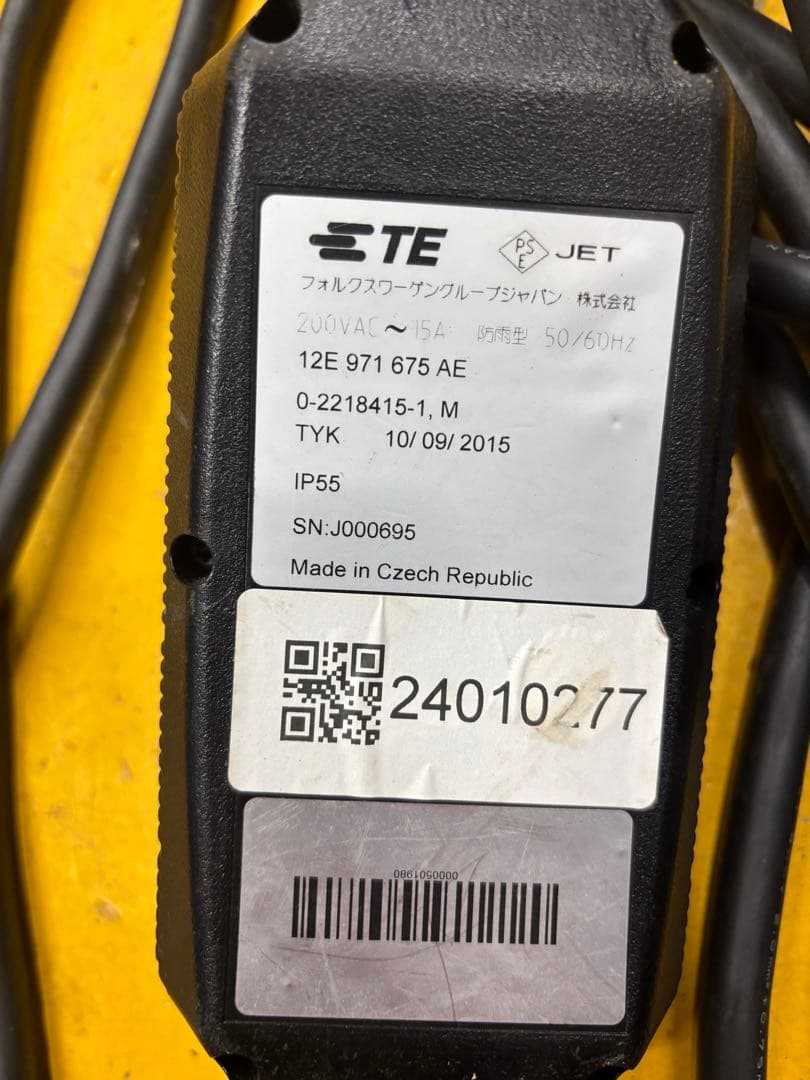 TE
PS
E
JET
フォルクスワーゲングループジャパン 株式会社
200VAC～15A 防雨型 50/60Hz
12E 971 675 AE
0-2218415-1, M
TYK 10/ 09/ 2015
IP55
SN:J000695
Made in Czech Republic
24010277
0000501980